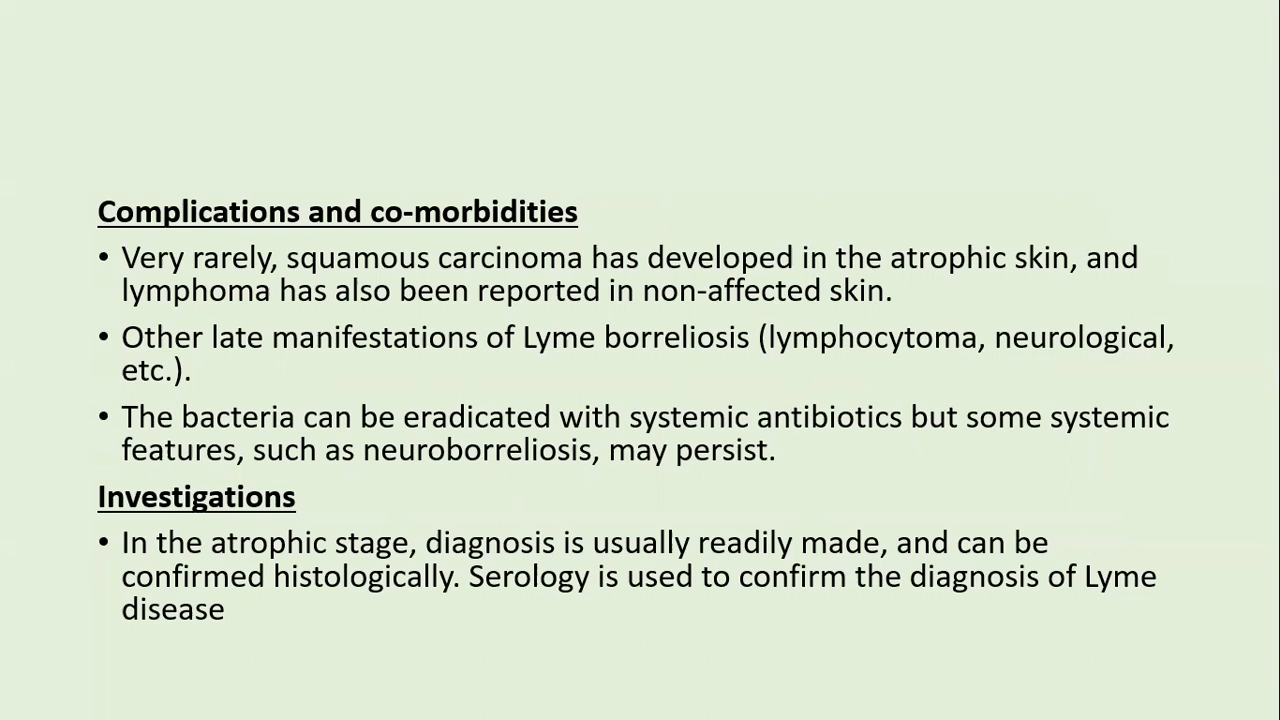 Complications and co-morbidities
• Very rarely, squamous carcinoma has developed in the atrophic skin, and
lymphoma has also been reported in non-affected skin.
• Other late manifestations of Lyme borreliosis (lymphocytoma, neurological,
etc.).
• The bacteria can be eradicated with systemic antibiotics but some systemic
features, such as neuroborreliosis, may persist.
Investigations
• In the atrophic stage, diagnosis is usually readily made, and can be
confirmed histologically. Serology is used to confirm the diagnosis of Lyme
disease